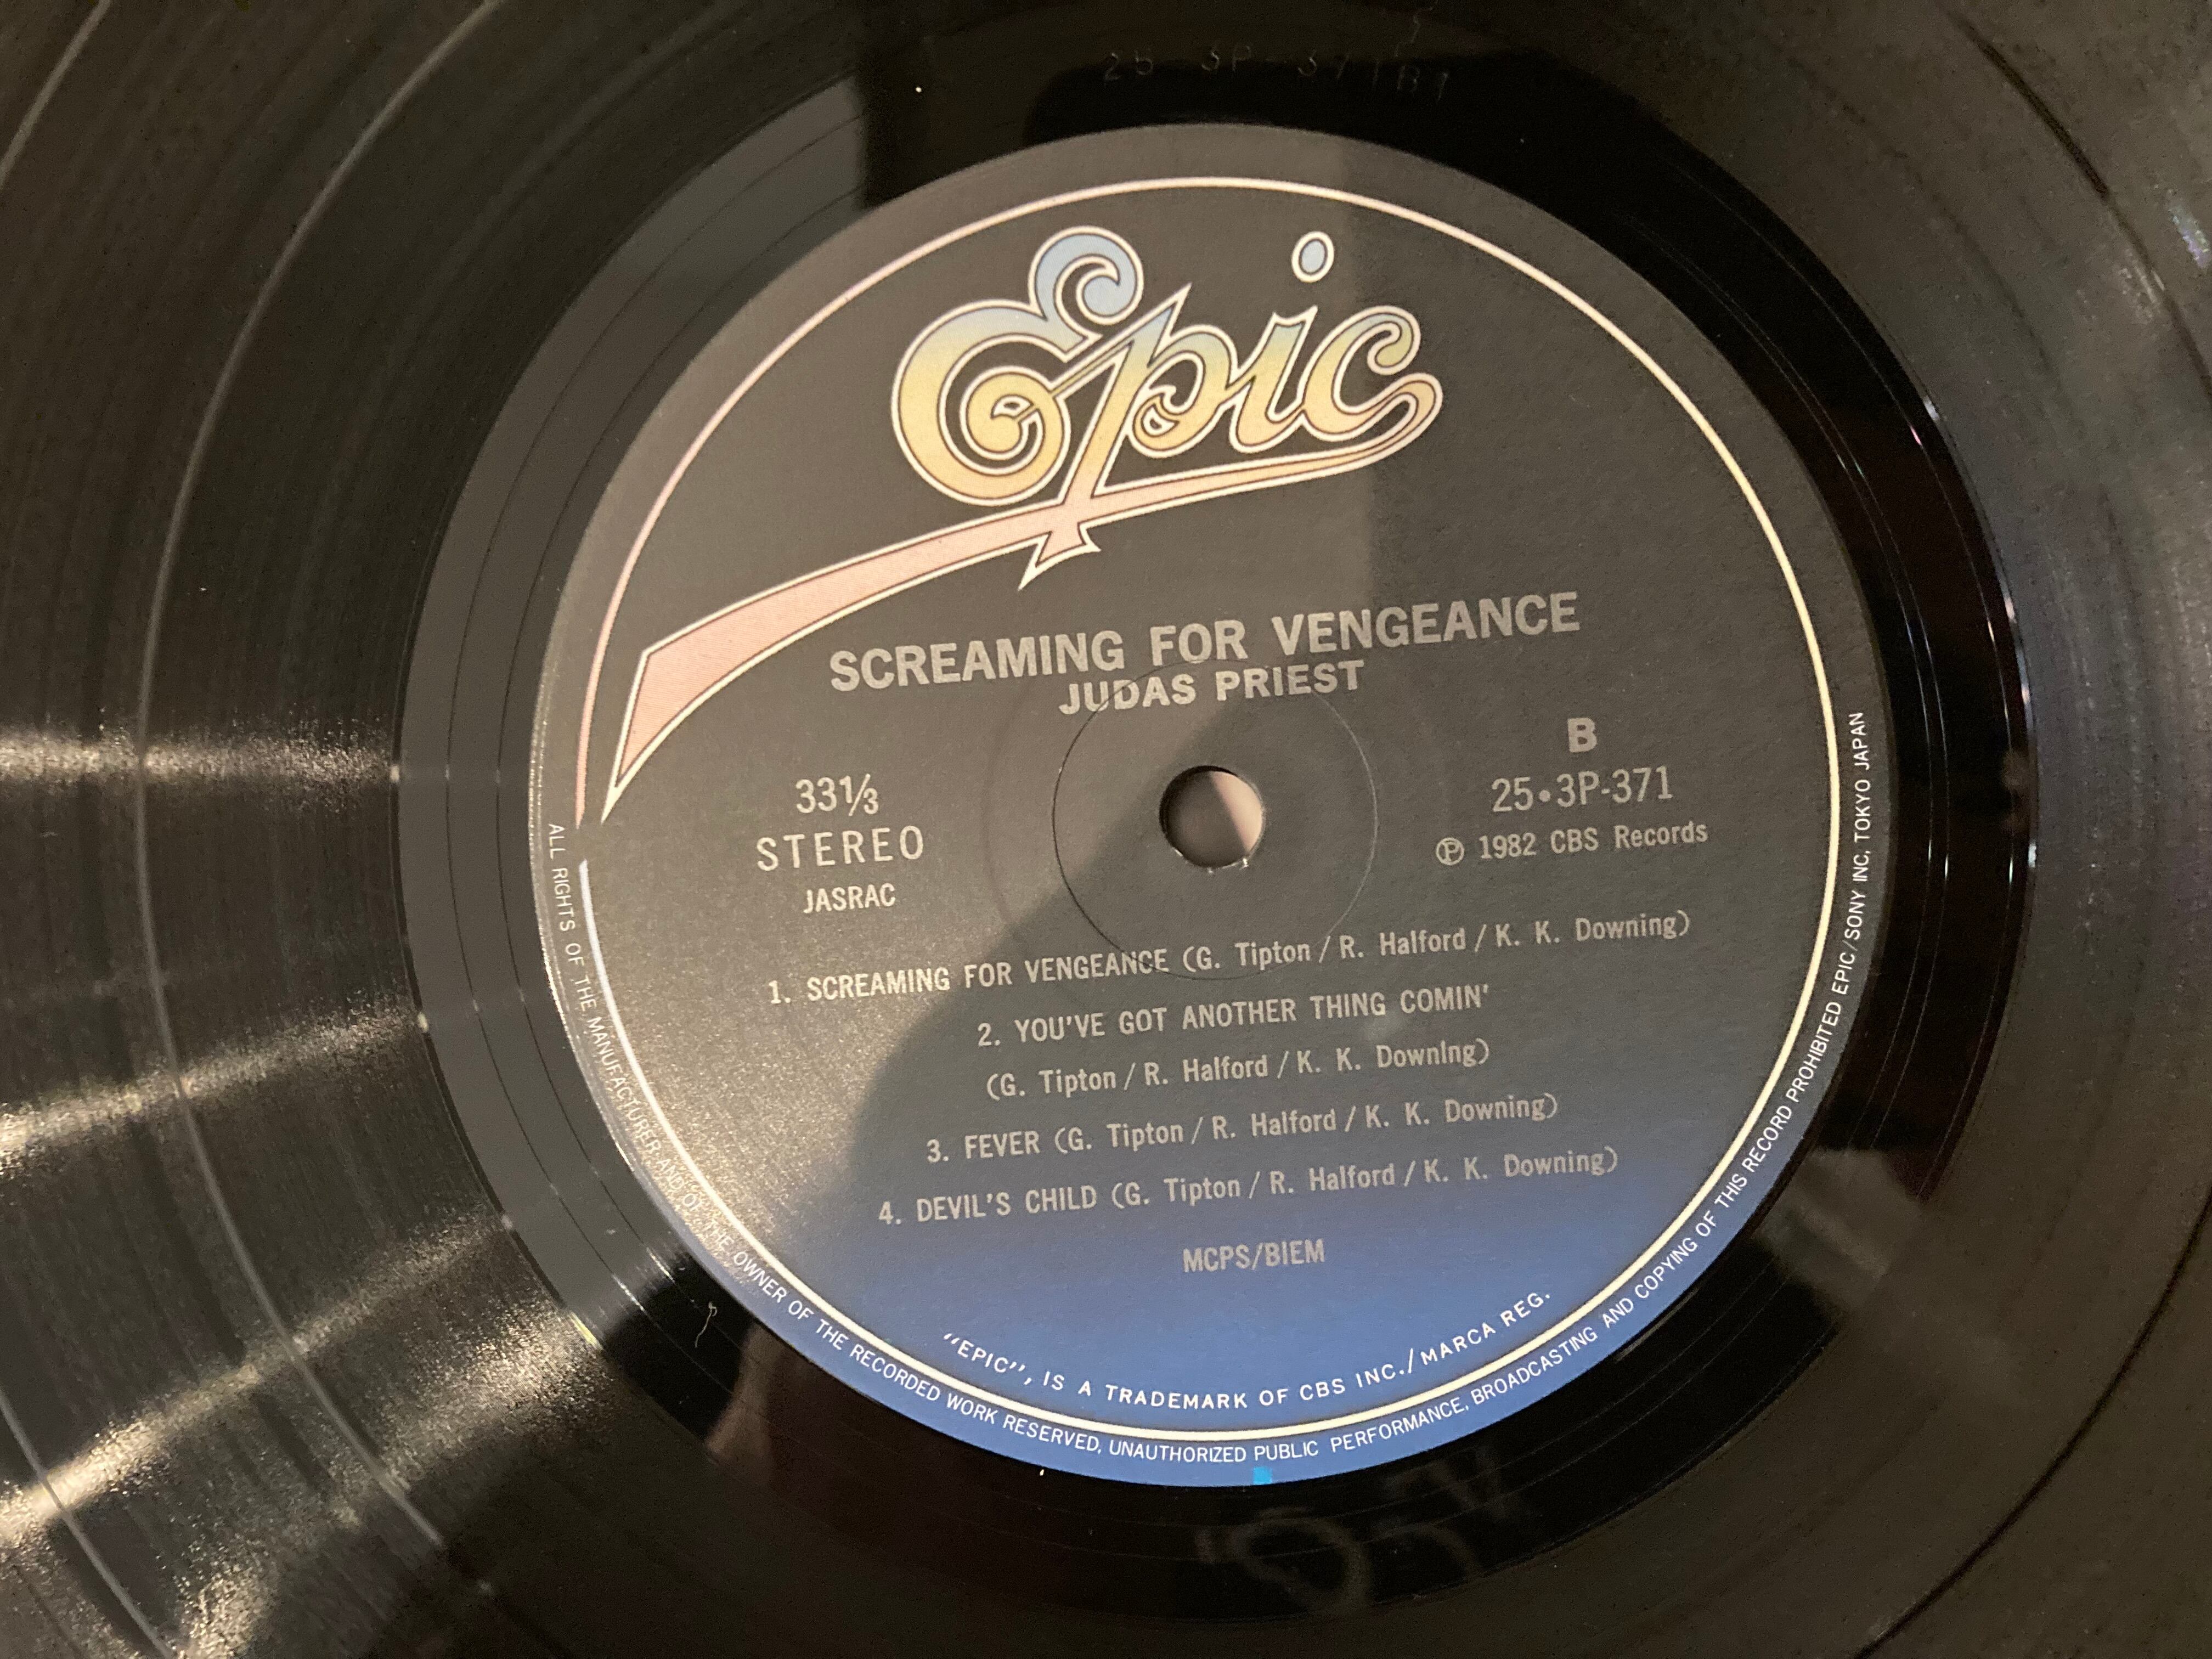 25 3P 371B1
Epic
SCREAMING FOR VENGEANCE
JUDAS PRIEST
33⅓
STEREO
JASRAC
B
25•3P-371
Ⓟ 1982 CBS Records
1. SCREAMING FOR VENGEANCE (G. Tipton / R. Halford / K. K. Downing)
2. YOU'VE GOT ANOTHER THING COMIN'
(G. Tipton / R. Halford / K. K. Downing)
3. FEVER (G. Tipton / R. Halford / K. K. Downing)
4. DEVIL'S CHILD (G. Tipton / R. Halford / K. K. Downing)
MCPS/BIEM
"EPIC", IS A TRADEMARK OF CBS INC./MARCA REG.
ALL RIGHTS OF THE MANUFACTURER AND OF THE OWNER OF THE RECORDED WORK RESERVED, UNAUTHORIZED PUBLIC PERFORMANCE, BROADCASTING AND COPYING OF THIS RECORD PROHIBITED EPIC/SONY INC, TOKYO JAPAN